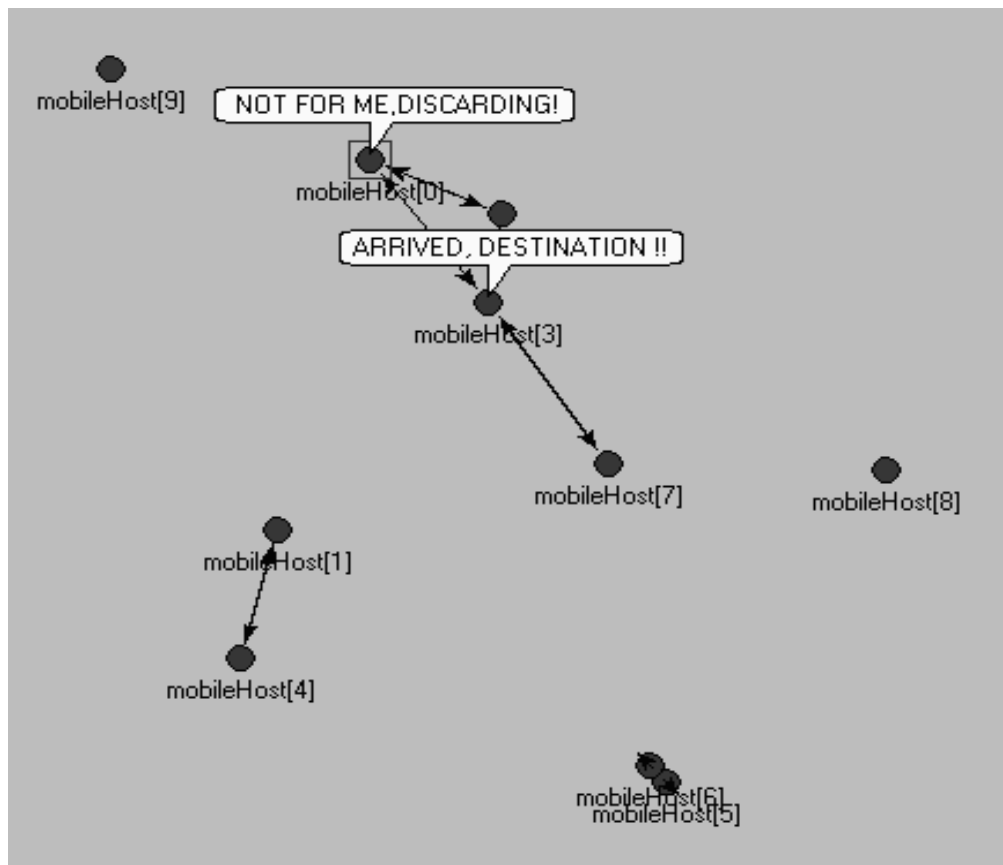 mobileHost[9]
NOT FOR ME,DISCARDING!
mobileHost[0]
ARRIVED, DESTINATION !!
mobileHost[3]
mobileHost[7]
mobileHost[8]
mobileHost[1]
mobileHost[4]
mobileHost[6]
mobileHost[5]